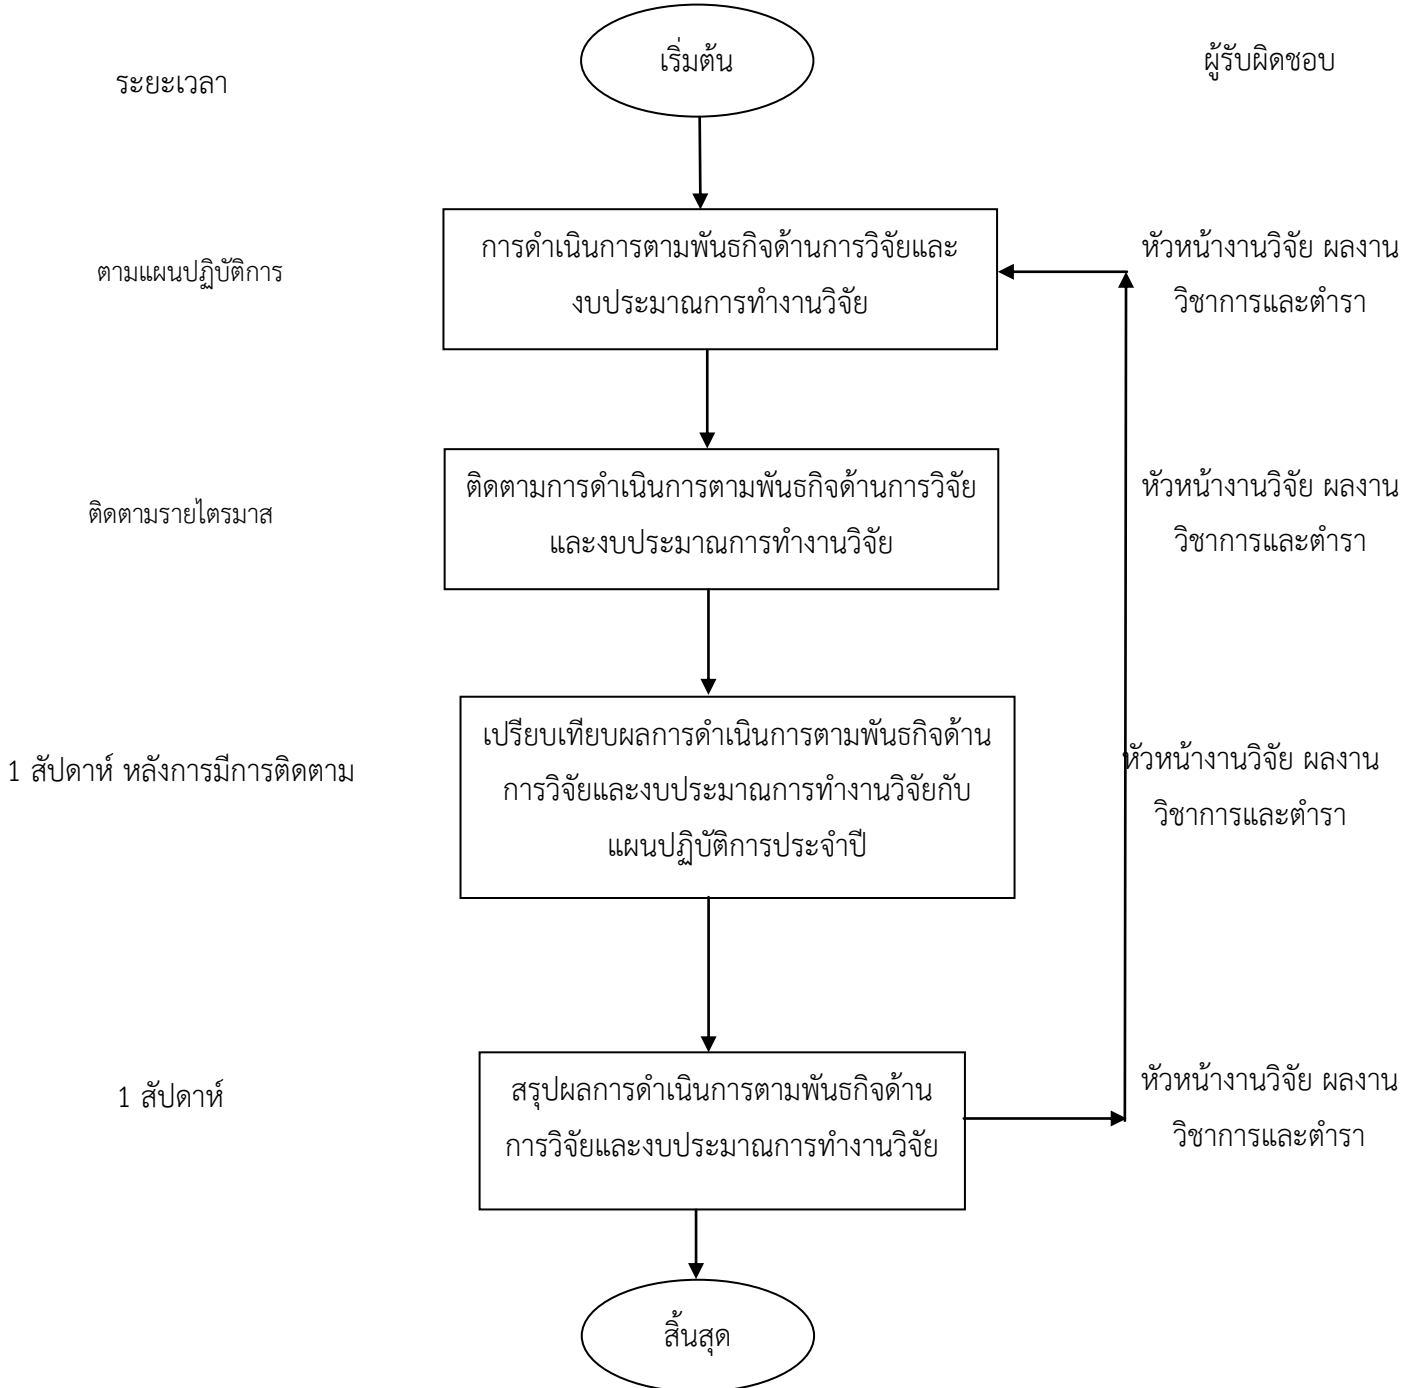 เริ่มต้น
ระยะเวลา
ผู้รับผิดชอบ
การดำเนินการตามพันธกิจด้านการวิจัยและ
งบประมาณการทำงานวิจัย
ตามแผนปฏิบัติการ
หัวหน้างานวิจัย ผลงาน
วิชาการและตำรา
ติดตามการดำเนินการตามพันธกิจด้านการวิจัย
และงบประมาณการทำงานวิจัย
ติดตามรายไตรมาส
หัวหน้างานวิจัย ผลงาน
วิชาการและตำรา
เปรียบเทียบผลการดำเนินการตามพันธกิจด้าน
การวิจัยและงบประมาณการทำงานวิจัยกับ
แผนปฏิบัติการประจำปี
1 สัปดาห์ หลังการมีการติดตาม
หัวหน้างานวิจัย ผลงาน
วิชาการและตำรา
สรุปผลการดำเนินการตามพันธกิจด้าน
การวิจัยและงบประมาณการทำงานวิจัย
1 สัปดาห์
หัวหน้างานวิจัย ผลงาน
วิชาการและตำรา
สิ้นสุด